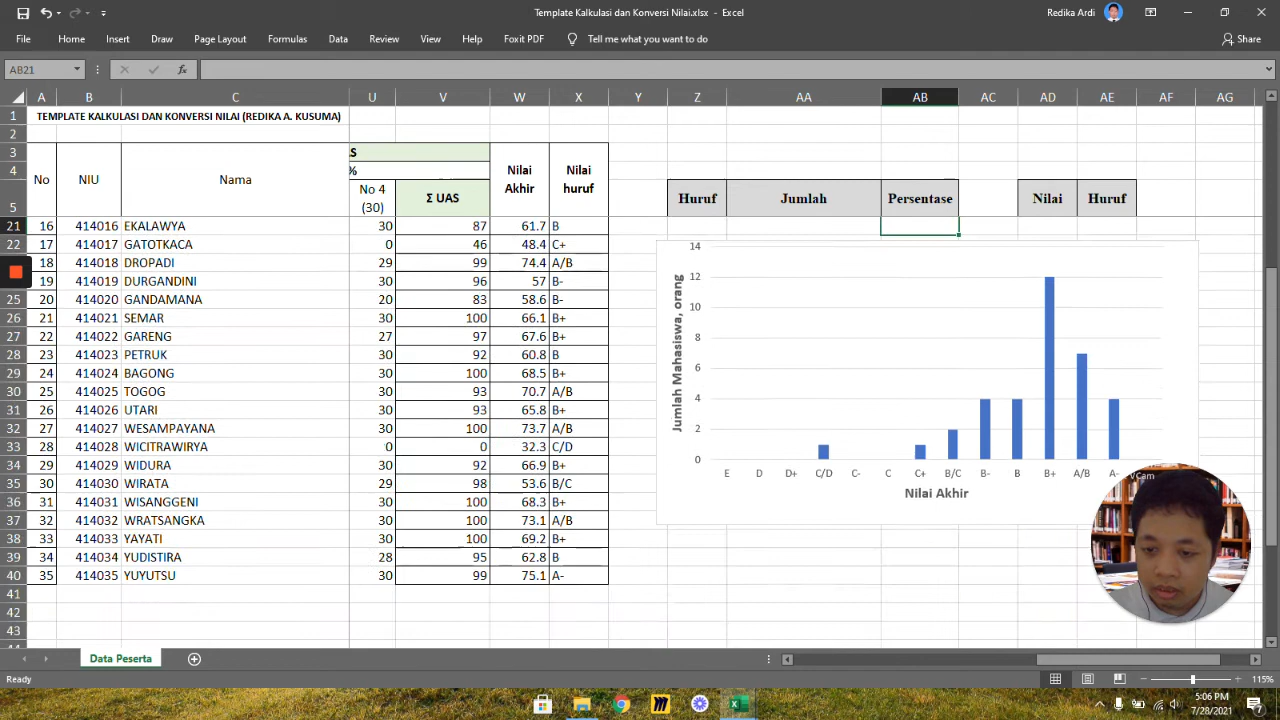 Template Kalkulasi dan Konversi Nilai.xlsx - Excel
Redika Ardi
File Home Insert Draw Page Layout Formulas Data Review View Help Foxit PDF Tell me what you want to do Share
AB21 fx
A B C U V W X Y Z AA AB AC AD AE AF AG
1 TEMPLATE KALKULASI DAN KONVERSI NILAI (REDIKA A. KUSUMA)
2
3 S
4 %
5 No NIU Nama No 4 (30) Σ UAS Nilai Akhir Nilai huruf Huruf Jumlah Persentase Nilai Huruf
21 16 414016 EKALAWYA 30 87 61.7 B
22 17 414017 GATOTKACA 0 46 48.4 C+
18 414018 DROPADI 29 99 74.4 A/B
19 414019 DURGANDINI 30 96 57 B-
25 20 414020 GANDAMANA 20 83 58.6 B-
26 21 414021 SEMAR 30 100 66.1 B+
27 22 414022 GARENG 27 97 67.6 B+
28 23 414023 PETRUK 30 92 60.8 B
29 24 414024 BAGONG 30 100 68.5 B+
30 25 414025 TOGOG 30 93 70.7 A/B
31 26 414026 UTARI 30 93 65.8 B+
32 27 414027 WESAMPAYANA 30 100 73.7 A/B
33 28 414028 WICITRAWIRYA 0 0 32.3 C/D
34 29 414029 WIDURA 30 92 66.9 B+
35 30 414030 WIRATA 29 98 53.6 B/C
36 31 414031 WISANGGENI 30 100 68.3 B+
37 32 414032 WRATSANGKA 30 100 73.1 A/B
38 33 414033 YAYATI 30 100 69.2 B+
39 34 414034 YUDISTIRA 28 95 62.8 B
40 35 414035 YUYUTSU 30 99 75.1 A-
41
42
43
Jumlah Mahasiswa, orang
14
12
10
8
6
4
2
0
E D D+ C/D C- C C+ B/C B- B B+ A/B A-
Nilai Akhir
VCam
Data Peserta
Ready
115%
5:06 PM
7/28/2021